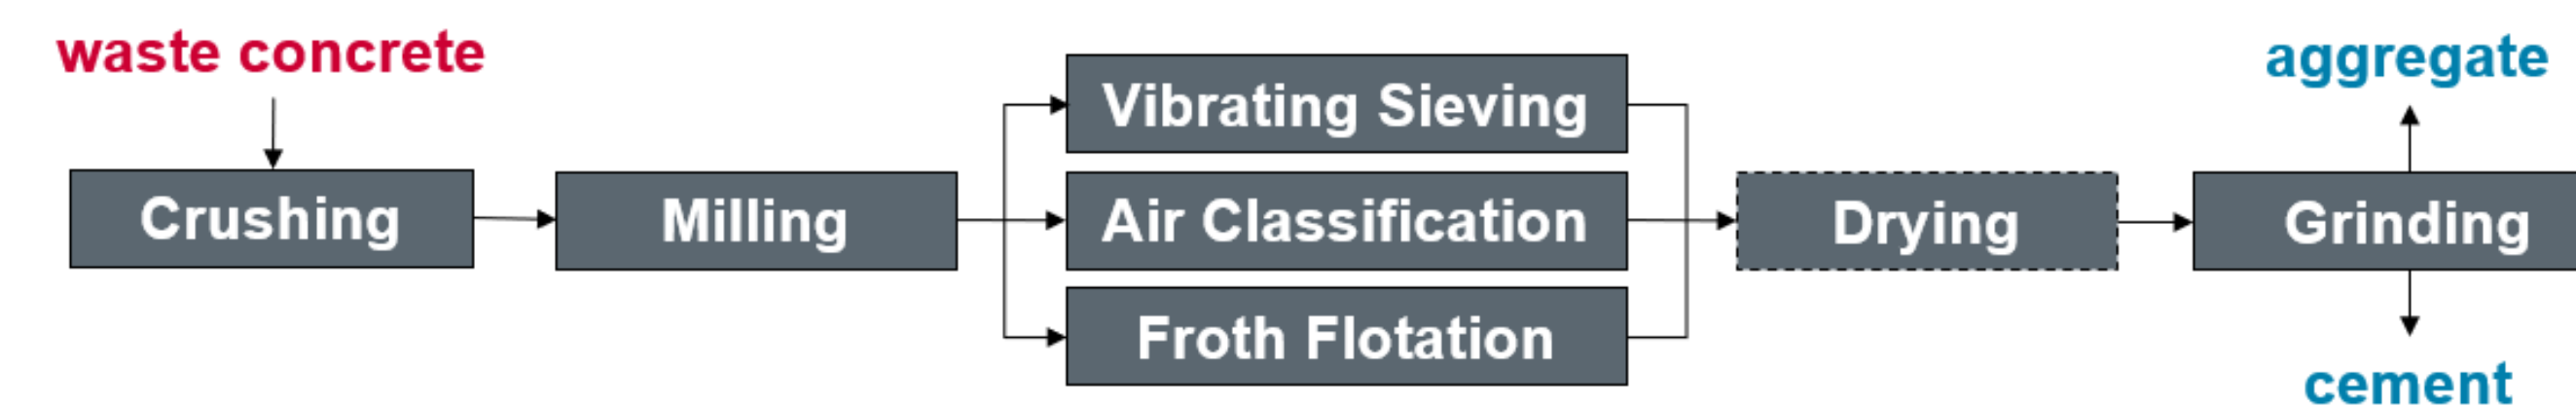 waste concrete
Crushing
Milling
Vibrating Sieving
Air Classification
Froth Flotation
Drying
Grinding
aggregate
cement